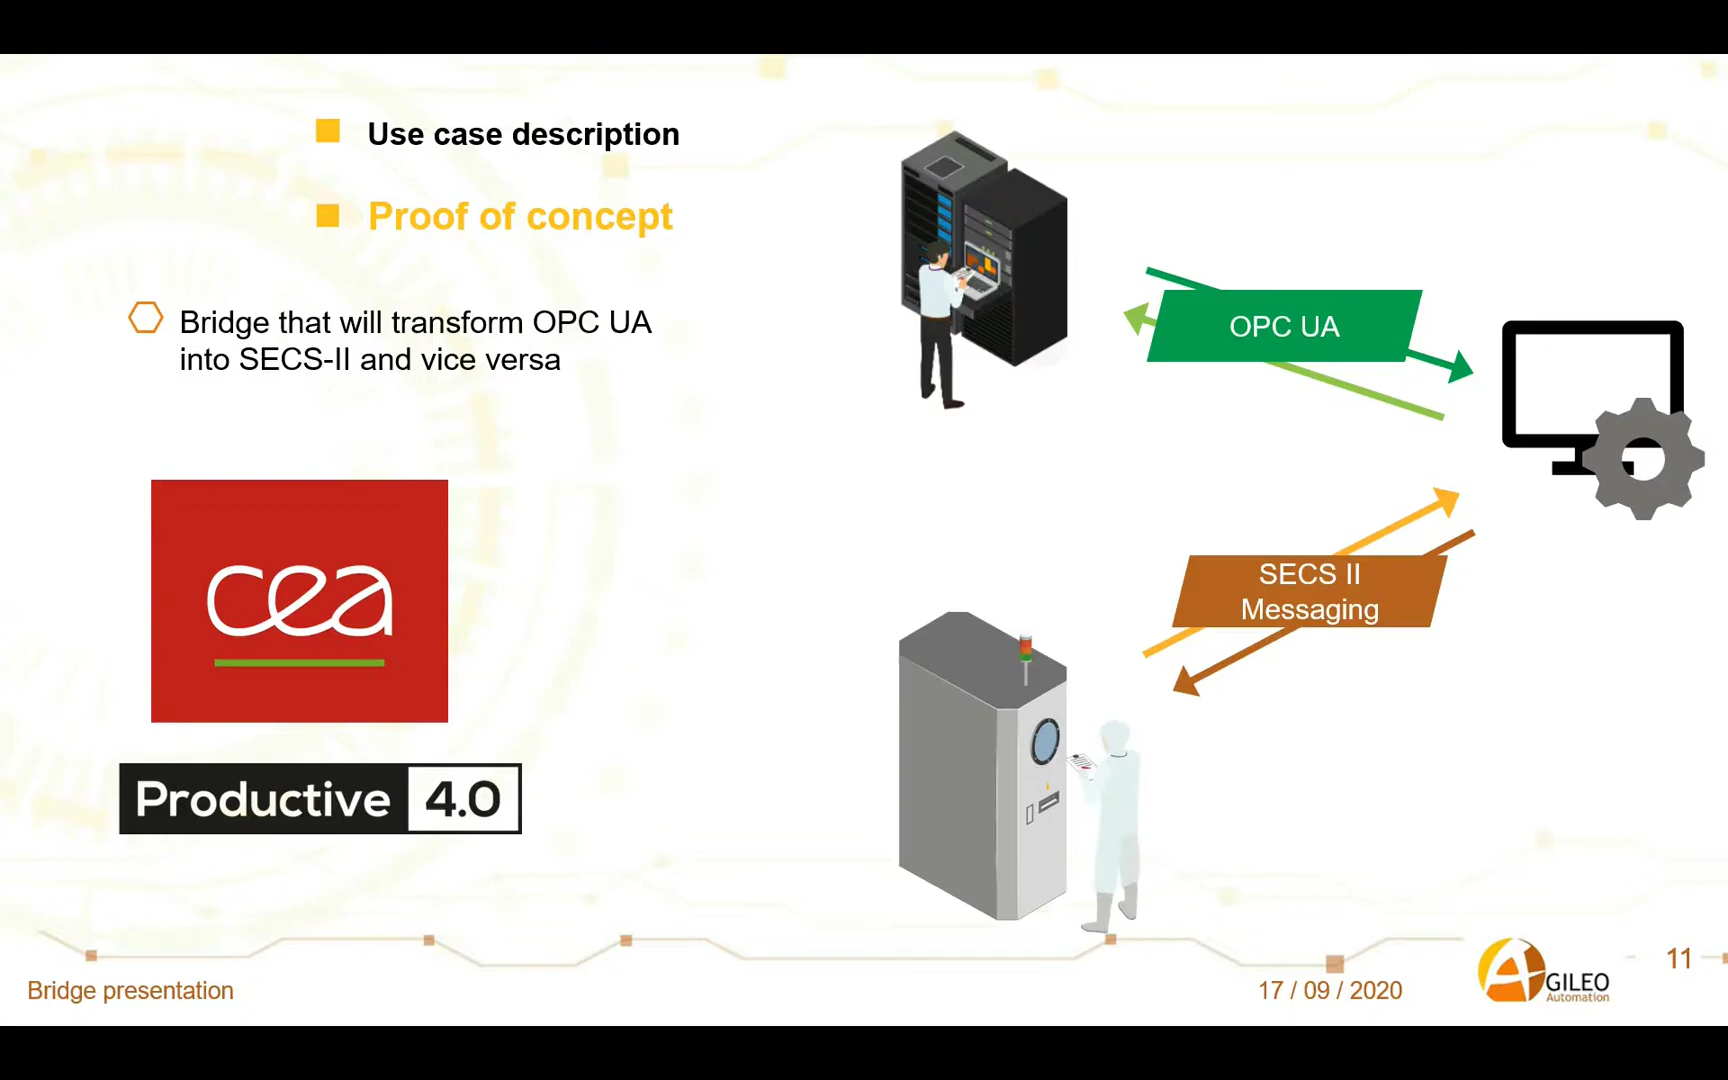 Use case description
Proof of concept
Bridge that will transform OPC UA
into SECS-II and vice versa
OPC UA
SECS II
Messaging
cea
Productive 4.0
Bridge presentation
17 / 09 / 2020
AGILEO
Automation
11